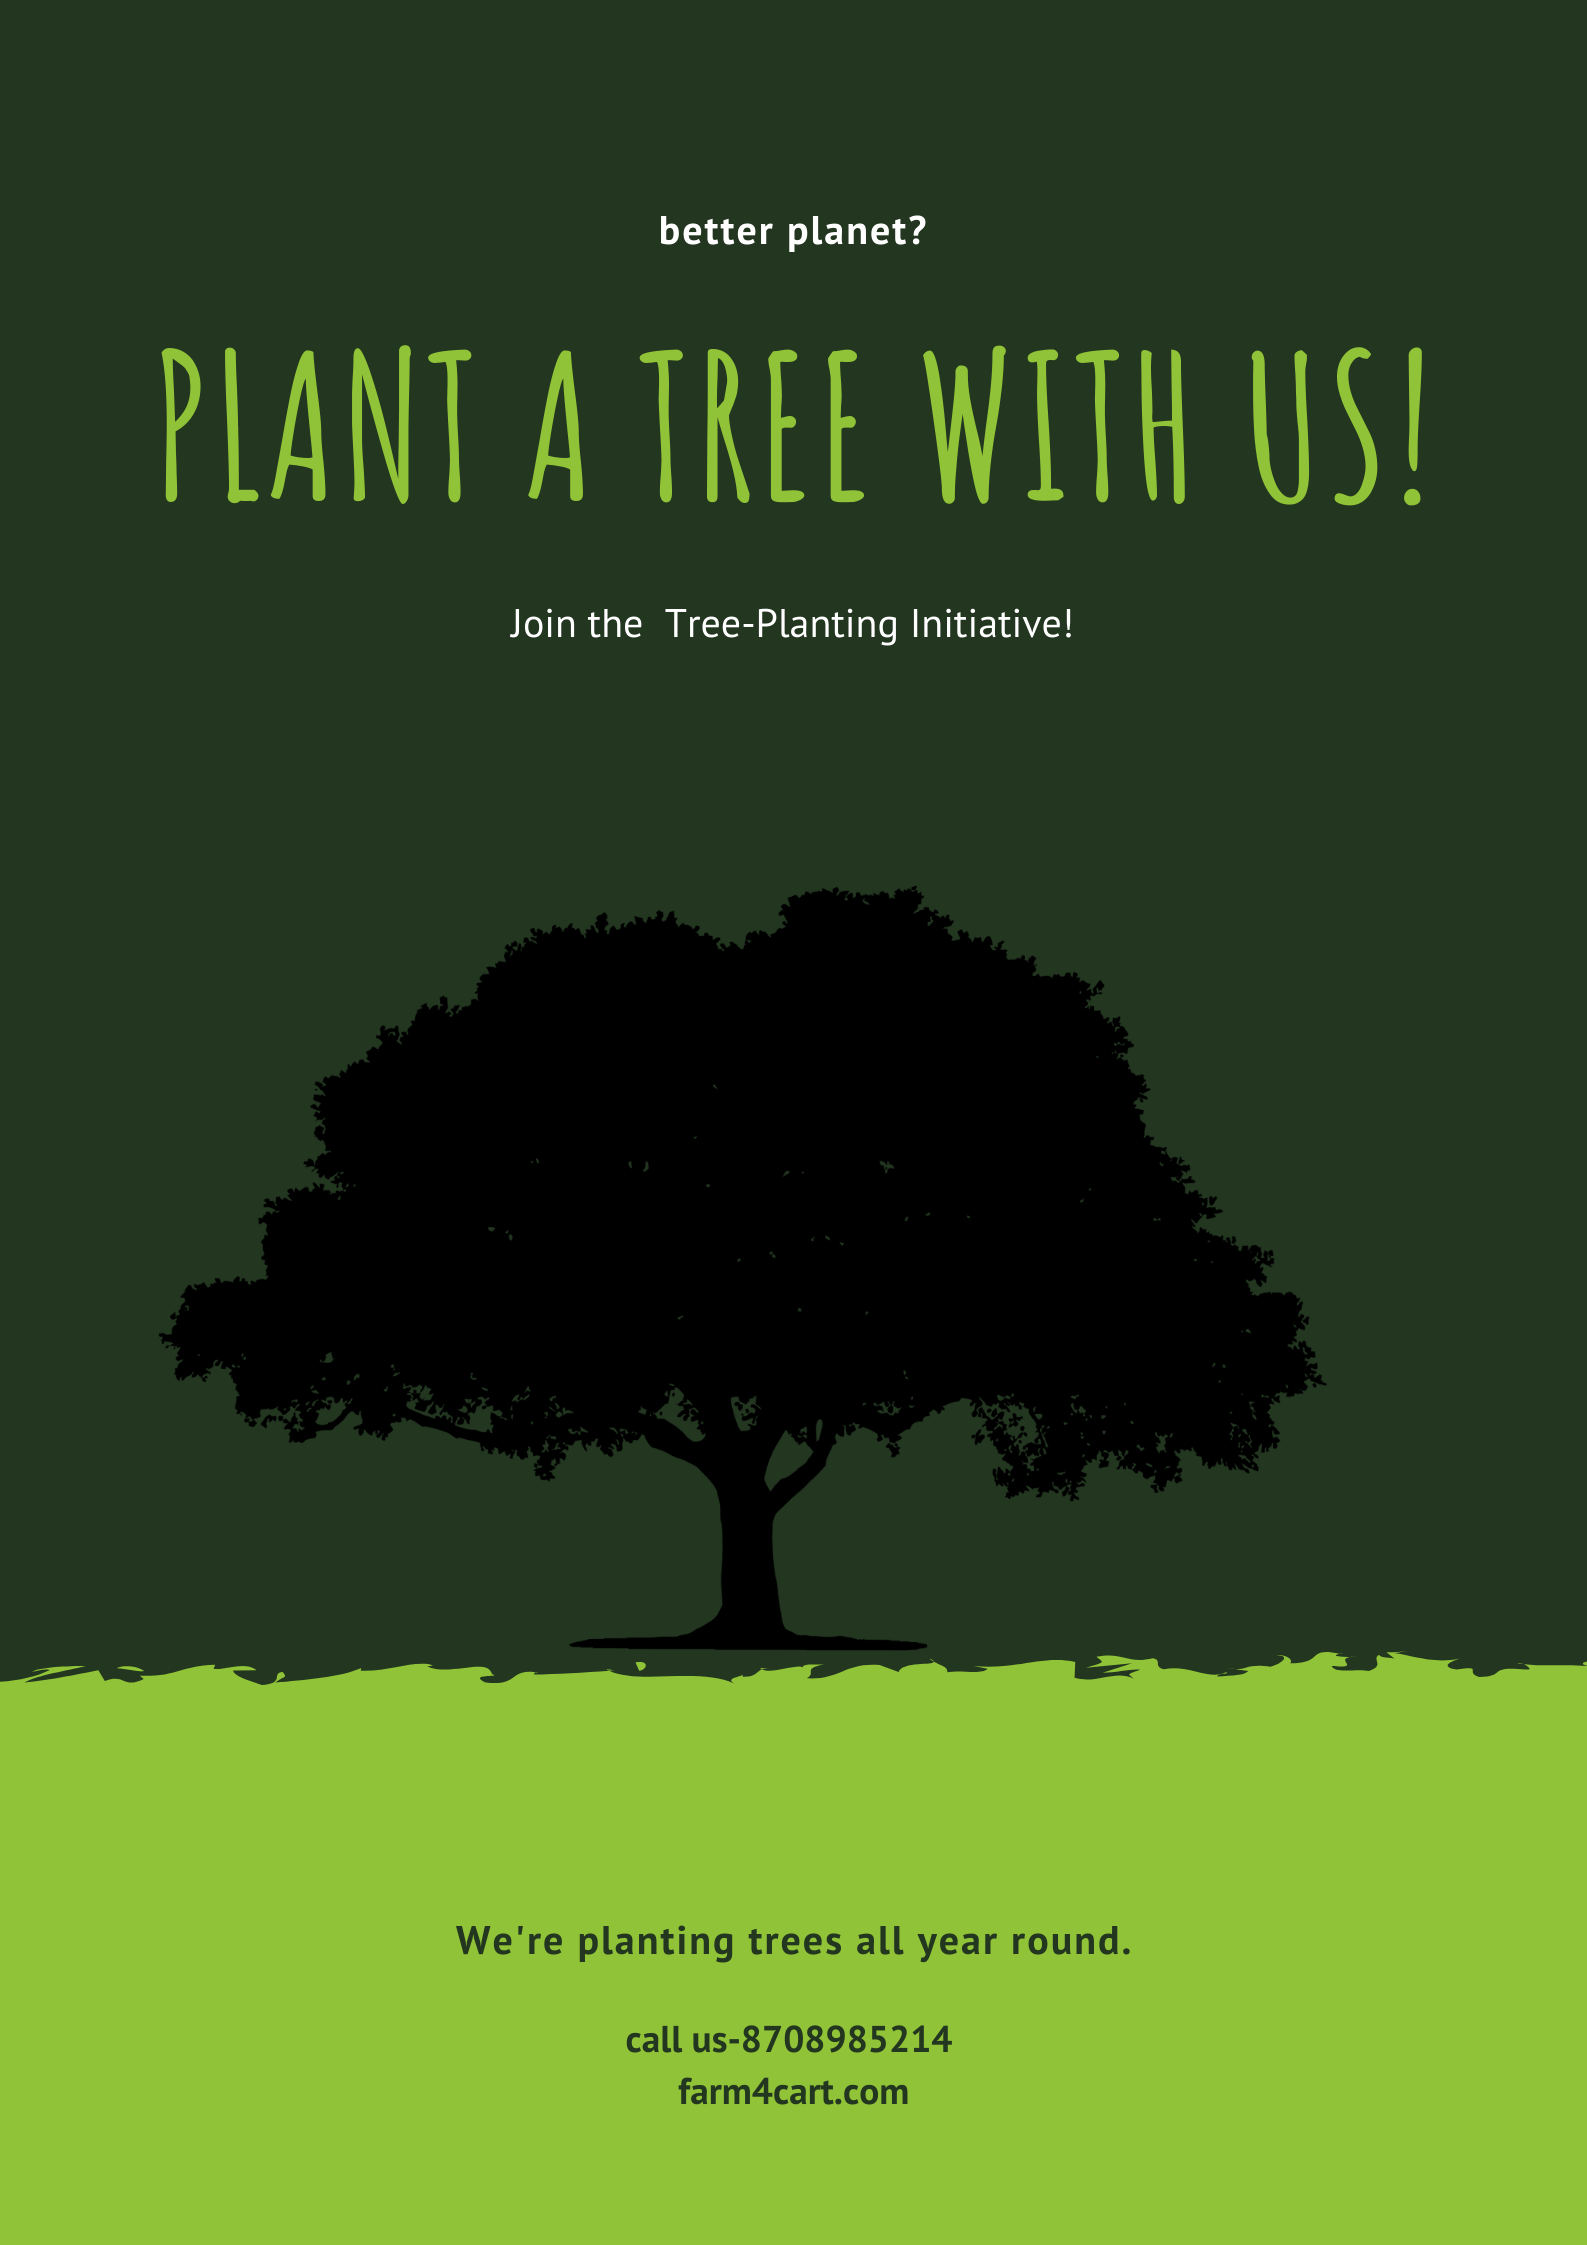 better planet?
PLANT A TREE WITH US!
Join the  Tree-Planting Initiative!
We're planting trees all year round.
call us-8708985214
farm4cart.com